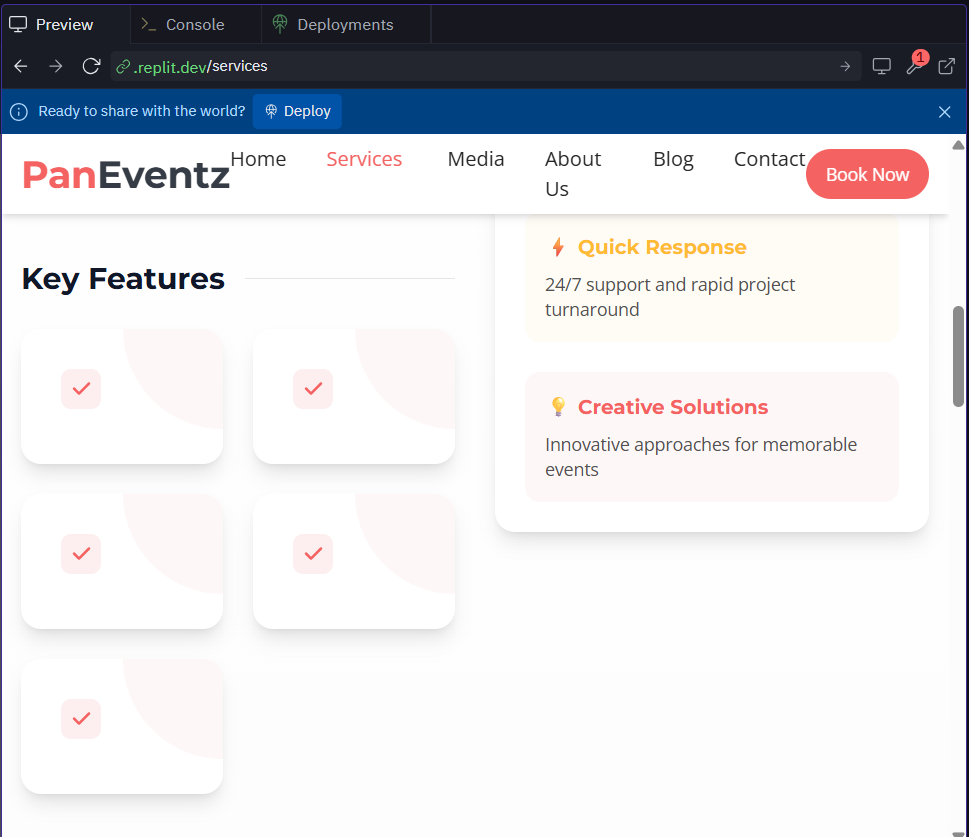 Preview
Console
Deployments
.replit.dev/services
1
Ready to share with the world?
Deploy
PanEventz
Home
Services
Media
About
Us
Blog
Contact
Book Now
Key Features
Quick Response
24/7 support and rapid project
turnaround
Creative Solutions
Innovative approaches for memorable
events